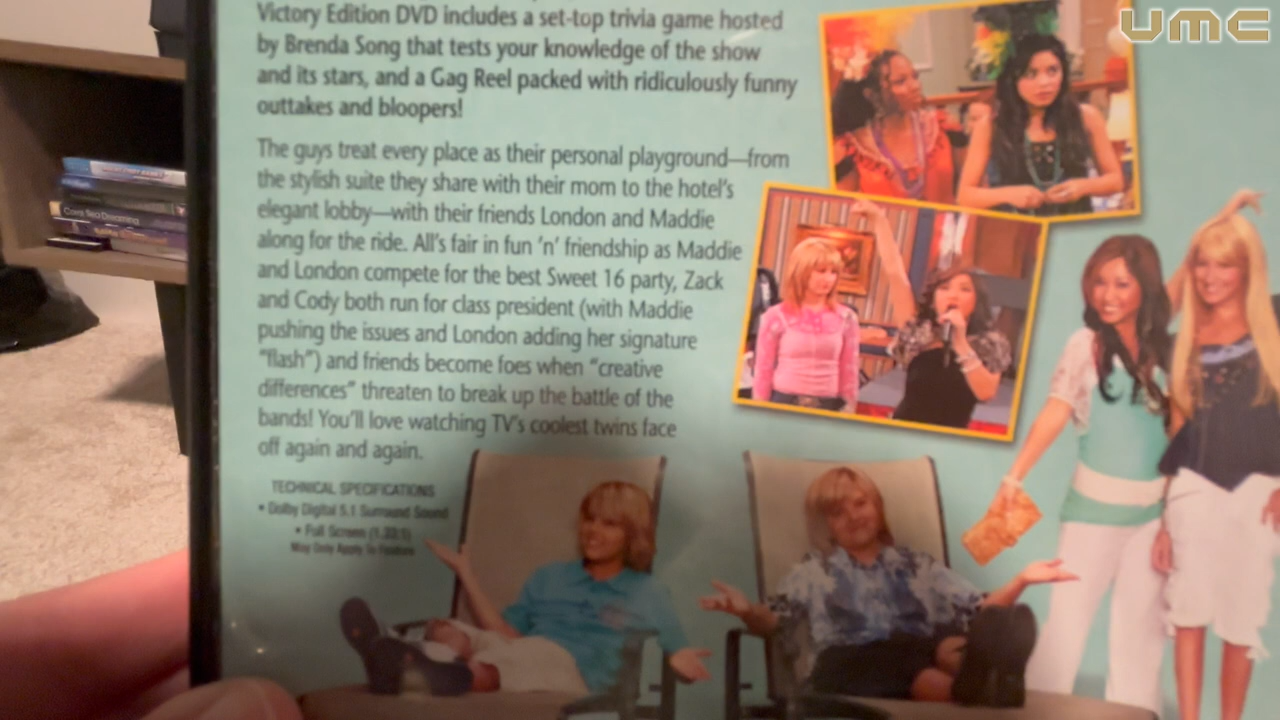 Victory Edition DVD includes a set-top trivia game hosted
by Brenda Song that tests your knowledge of the show
and its stars, and a Gag Reel packed with ridiculously funny
outtakes and bloopers!
The guys treat every place as their personal playground—from
the stylish suite they share with their mom to the hotel's
elegant lobby—with their friends London and Maddie
along for the ride. All's fair in fun 'n' friendship as Maddie
and London compete for the best Sweet 16 party, Zack
and Cody both run for class president (with Maddie
pushing the issues and London adding her signature
"flash") and friends become foes when "creative
differences" threaten to break up the battle of the
bands! You'll love watching TV's coolest twins face
off again and again.
TECHNICAL SPECIFICATIONS
• Dolby Digital 5.1 Surround Sound
• Full Screen (1.33:1)
May Only Apply To Feature
UMC